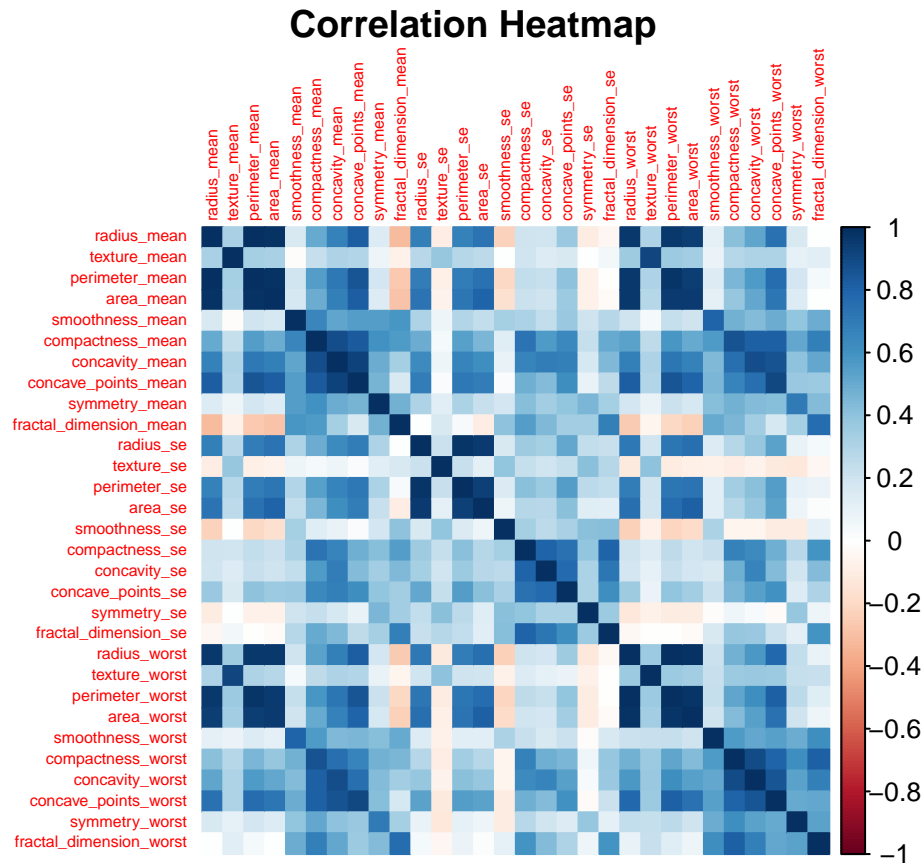 Correlation Heatmap
radius_mean
texture_mean
perimeter_mean
area_mean
smoothness_mean
compactness_mean
concavity_mean
concave_points_mean
symmetry_mean
fractal_dimension_mean
radius_se
texture_se
perimeter_se
area_se
smoothness_se
compactness_se
concavity_se
concave_points_se
symmetry_se
fractal_dimension_se
radius_worst
texture_worst
perimeter_worst
area_worst
smoothness_worst
compactness_worst
concavity_worst
concave_points_worst
symmetry_worst
fractal_dimension_worst
radius_mean
texture_mean
perimeter_mean
area_mean
smoothness_mean
compactness_mean
concavity_mean
concave_points_mean
symmetry_mean
fractal_dimension_mean
radius_se
texture_se
perimeter_se
area_se
smoothness_se
compactness_se
concavity_se
concave_points_se
symmetry_se
fractal_dimension_se
radius_worst
texture_worst
perimeter_worst
area_worst
smoothness_worst
compactness_worst
concavity_worst
concave_points_worst
symmetry_worst
fractal_dimension_worst
1
0.8
0.6
0.4
0.2
0
−0.2
−0.4
−0.6
−0.8
−1